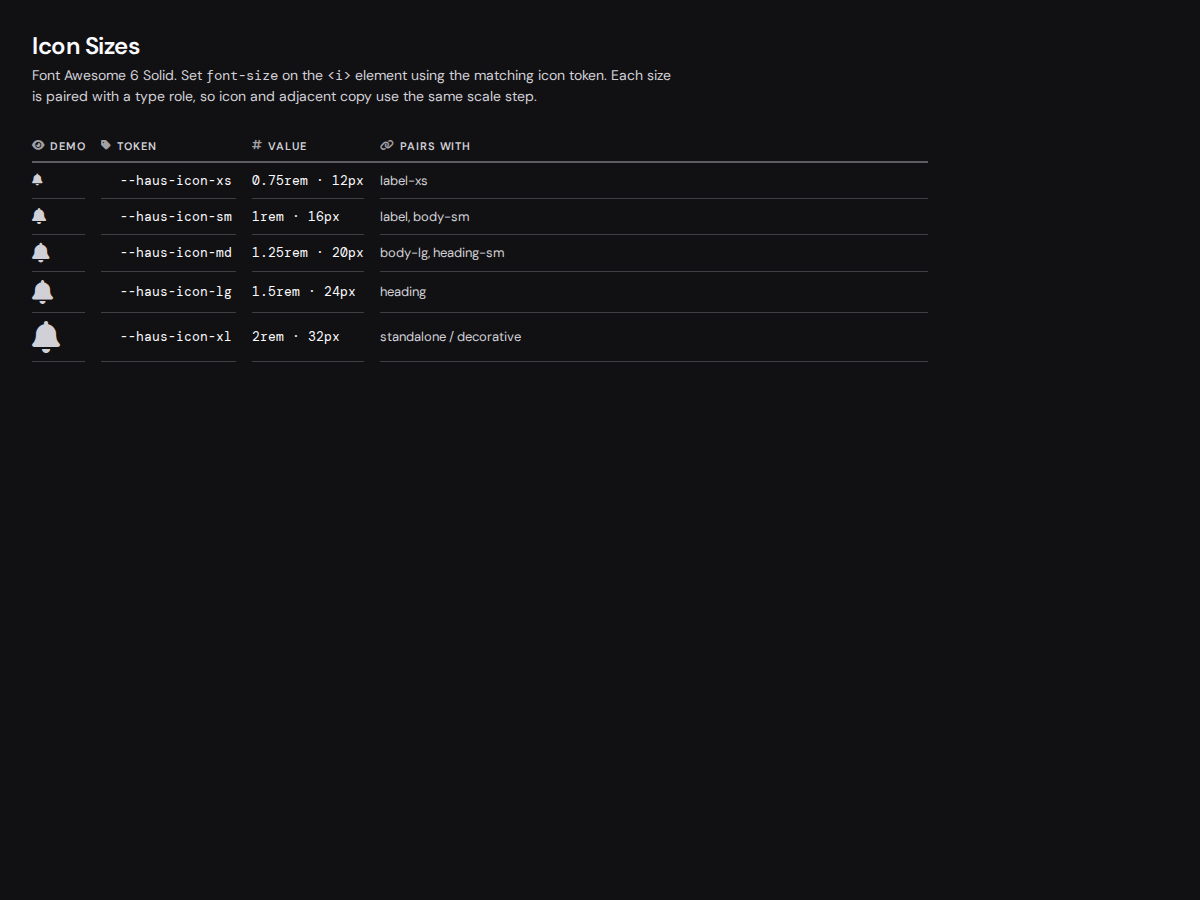 Icon Sizes
Font Awesome 6 Solid. Set font-size on the <i> element using the matching icon token. Each size
is paired with a type role, so icon and adjacent copy use the same scale step.
DEMO TOKEN # VALUE PAIRS WITH
--haus-icon-xs 0.75rem · 12px label-xs
--haus-icon-sm 1rem · 16px label, body-sm
--haus-icon-md 1.25rem · 20px body-lg, heading-sm
--haus-icon-lg 1.5rem · 24px heading
--haus-icon-xl 2rem · 32px standalone / decorative